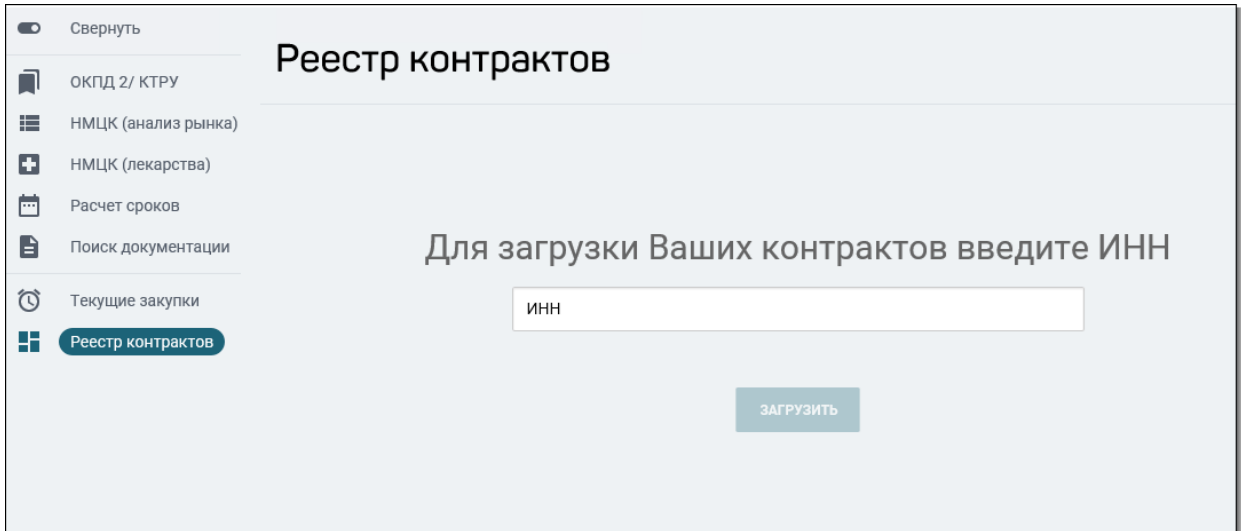 Свернуть
ОКПД 2/ КТРУ
НМЦК (анализ рынка)
НМЦК (лекарства)
Расчет сроков
Поиск документации
Текущие закупки
Реестр контрактов
Реестр контрактов
Для загрузки Ваших контрактов введите ИНН
ИНН
ЗАГРУЗИТЬ